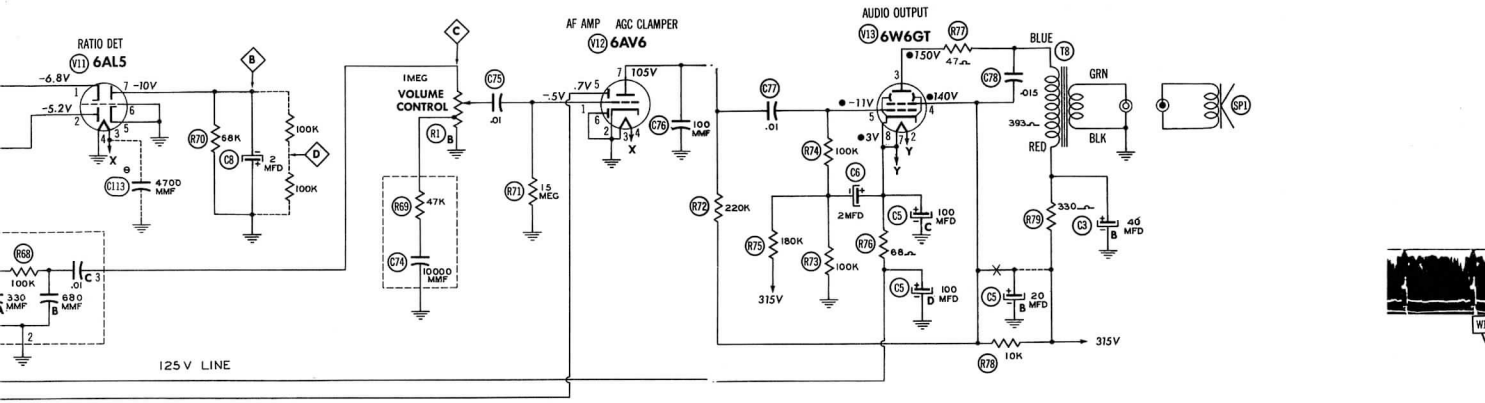 RATIO DET
V11 6AL5
-6.8V
-5.2V
1
2
7
-10V
6
4
3
5
X
B
R70
68K
C8
2
MFD
100K
D
100K
C113
4700
MMF
R68
100K
C 3
.01
330
MMF
680
B MMF
2
125V LINE
C
1MEG
VOLUME
CONTROL
R1
B
R69
47K
C74
10000
MMF
C75
.01
AF AMP AGC CLAMPER
V12 6AV6
.7V 5
-.5V
1
6
2
3
4
X
7
105V
C76
100
MMF
R71
15
MEG
R72
220K
C77
.01
R74
100K
C6
2MFD
R75
180K
R73
100K
315V
AUDIO OUTPUT
V13 6W6GT
●150V
R77
47Ω
3
●-11V
●140V
4
5
●3V
8
7
2
Y
Y
C5
100
MFD
C
R76
68Ω
C5
100
MFD
D
C78
.015
BLUE
T8
GRN
393Ω
BLK
RED
SP1
R79
330Ω
C3
40
MFD
B
X
C5
20
MFD
B
R78
10K
315V